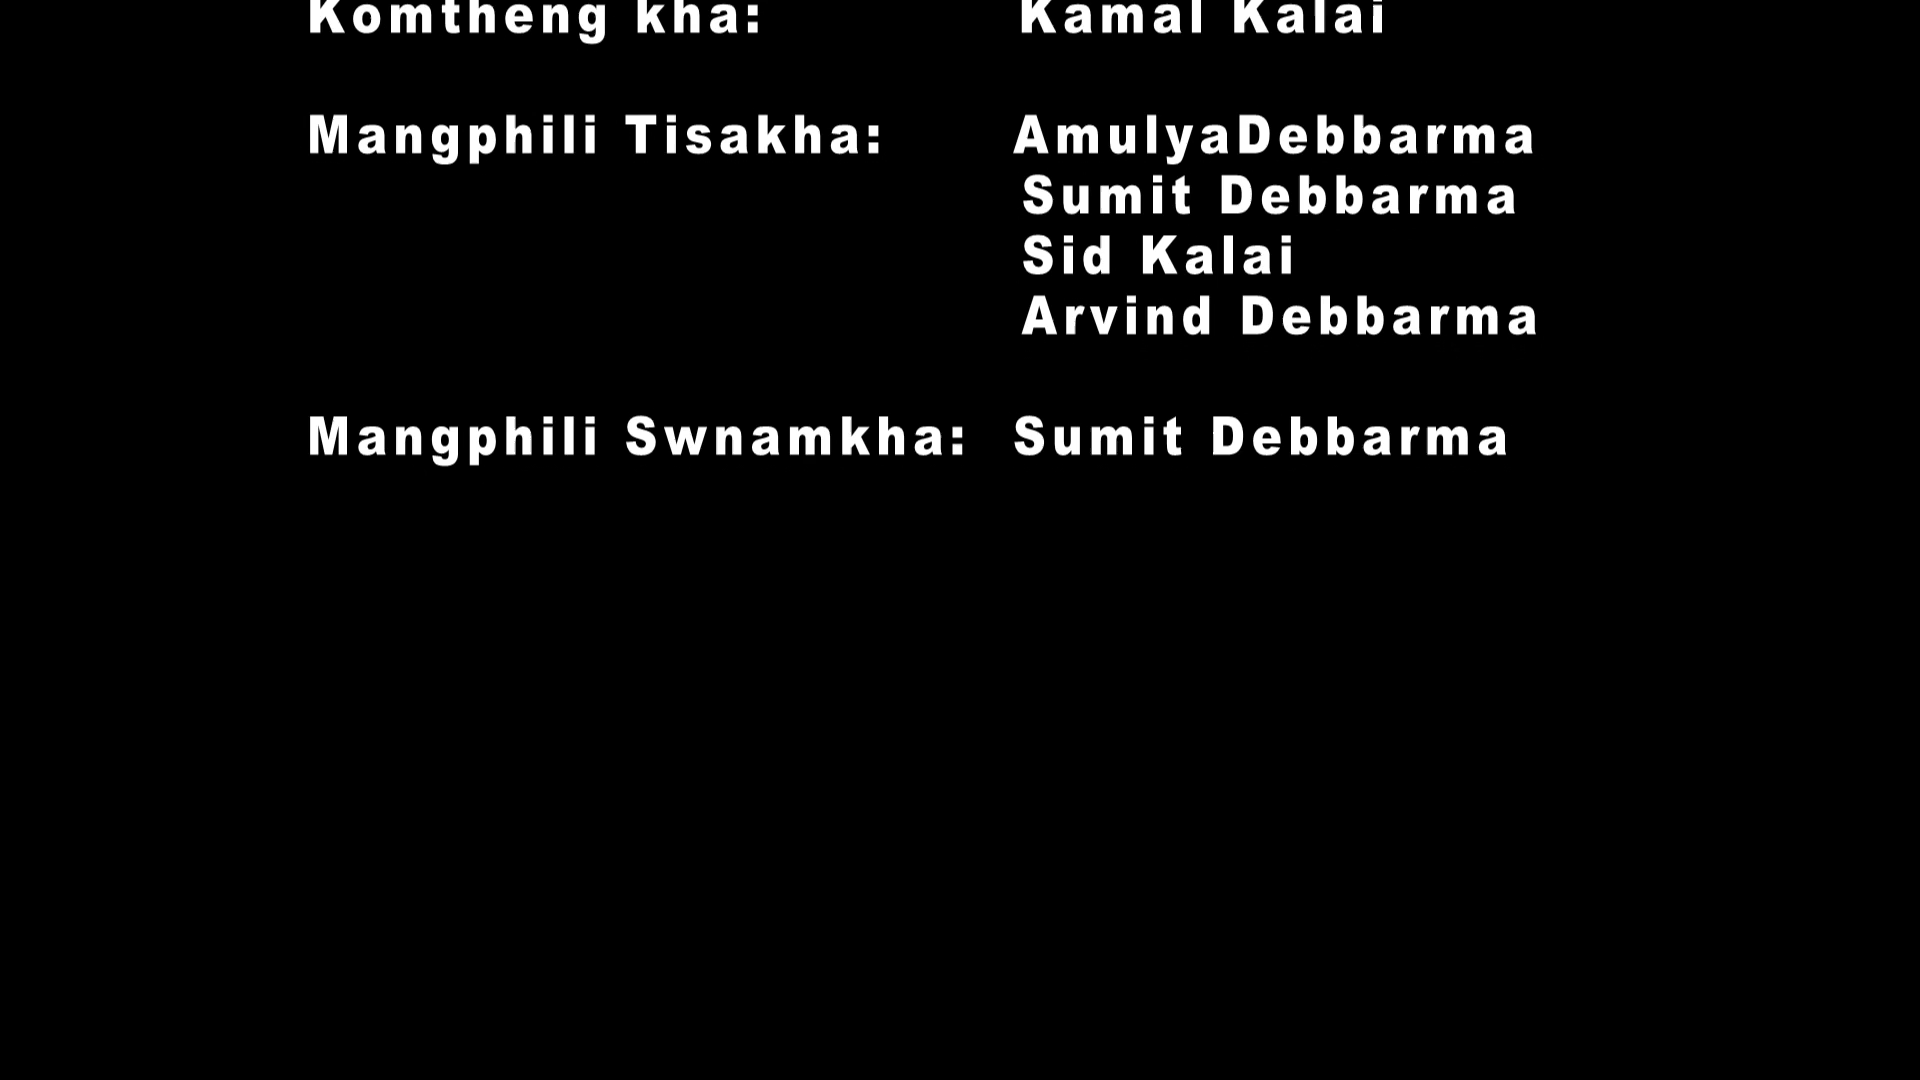 Komtheng kha: Kamal Kalai
Mangphili Tisakha: AmulyaDebbarma
Sumit Debbarma
Sid Kalai
Arvind Debbarma
Mangphili Swnamkha: Sumit Debbarma